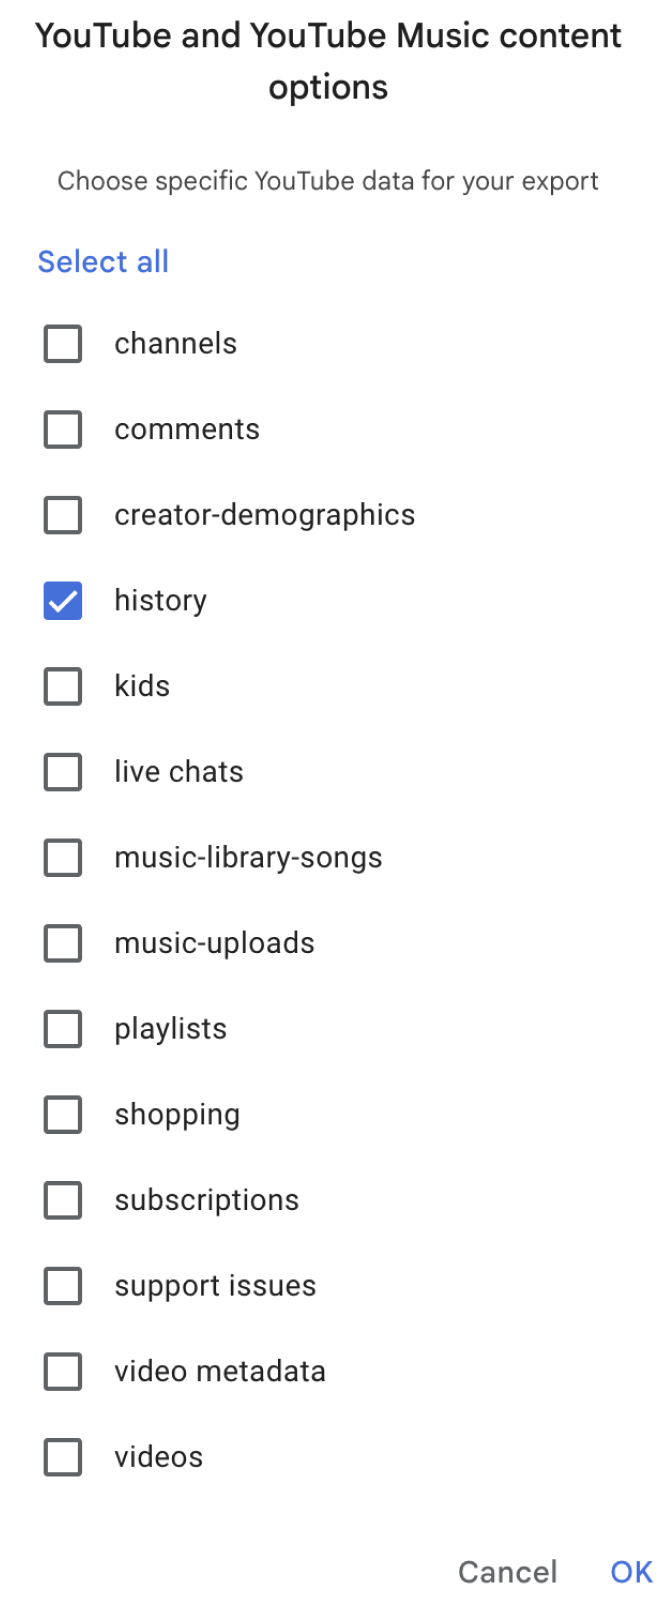 YouTube and YouTube Music content
options
Choose specific YouTube data for your export
Select all
channels
comments
creator-demographics
history
kids
live chats
music-library-songs
music-uploads
playlists
shopping
subscriptions
support issues
video metadata
videos
Cancel OK